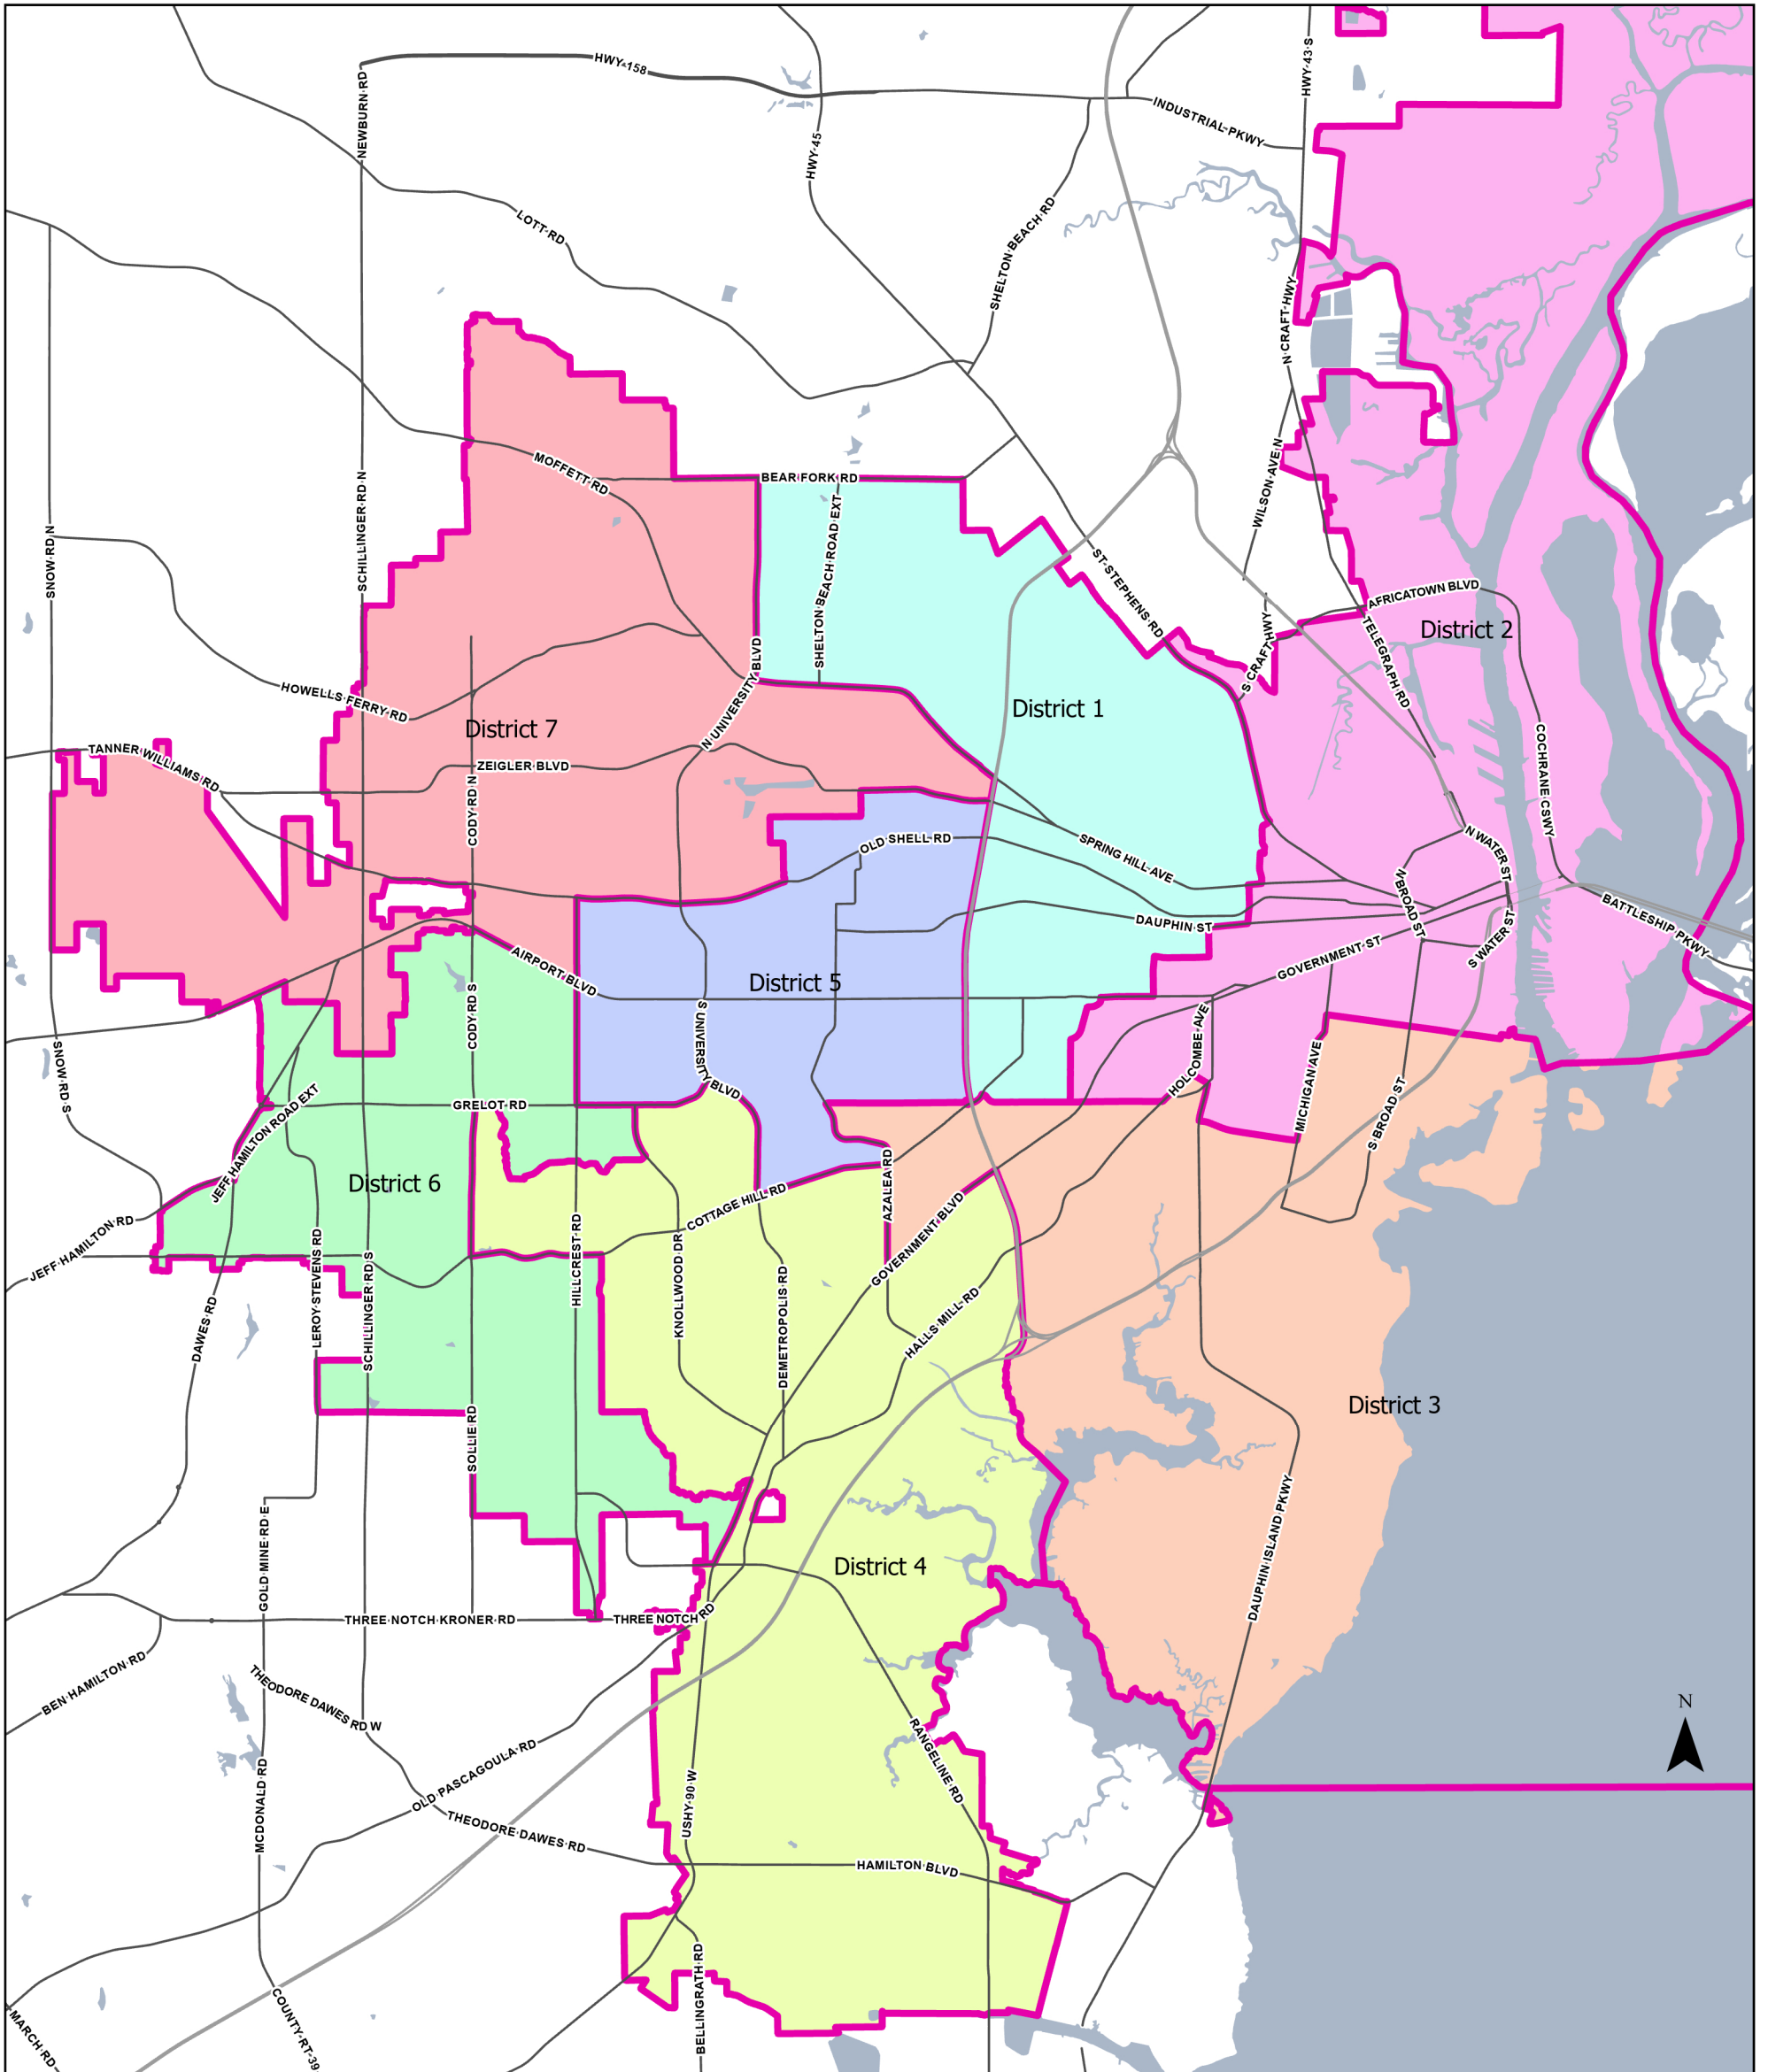 HWY-158
NEWBURN RD
HWY-45
HWY-43 S
INDUSTRIAL PKWY
LOTT RD
SHELTON BEACH RD
N CRAFT HWY
MOFFETT RD
BEAR FORK RD
WILSON AVE N
SNOW RD N
SCHILLINGER RD N
SHELTON BEACH ROAD EXT
ST STEPHENS RD
AFRICATOWN BLVD
District 2
S CRAFT HWY
TELEGRAPH RD
HOWELLS FERRY RD
N UNIVERSITY BLVD
District 1
District 7
TANNER WILLIAMS RD
ZEIGLER BLVD
COCHRANE CSWY
CODY RD N
OLD SHELL RD
SPRING HILL AVE
N WATER ST
N BROAD ST
DAUPHIN ST
BATTLESHIP PKWY
S WATER ST
GOVERNMENT ST
AIRPORT BLVD
District 5
CODY RD S
S UNIVERSITY BLVD
HOLCOMBE AVE
SNOW RD S
MICHIGAN AVE
GRELOT RD
S BROAD ST
JEFF HAMILTON ROAD EXT
District 6
AZALEA RD
COTTAGE HILL RD
JEFF HAMILTON RD
GOVERNMENT BLVD
LEROY STEVENS RD
HILLCREST RD
KNOLLWOOD DR
DEMETROPOLIS RD
SCHILLINGER RD S
DAWES RD
HALLS MILL RD
District 3
SOLLIE RD
DAUPHIN ISLAND PKWY
GOLD MINE RD E
District 4
THREE NOTCH KRONER RD
THREE NOTCH RD
BEN HAMILTON RD
THEODORE DAWES RD W
N
RANGELINE RD
OLD PASCAGOULA RD
MCDONALD RD
USHY 90 W
THEODORE DAWES RD
HAMILTON BLVD
BELLINGRATH RD
COUNTY RT-39
MARCH RD